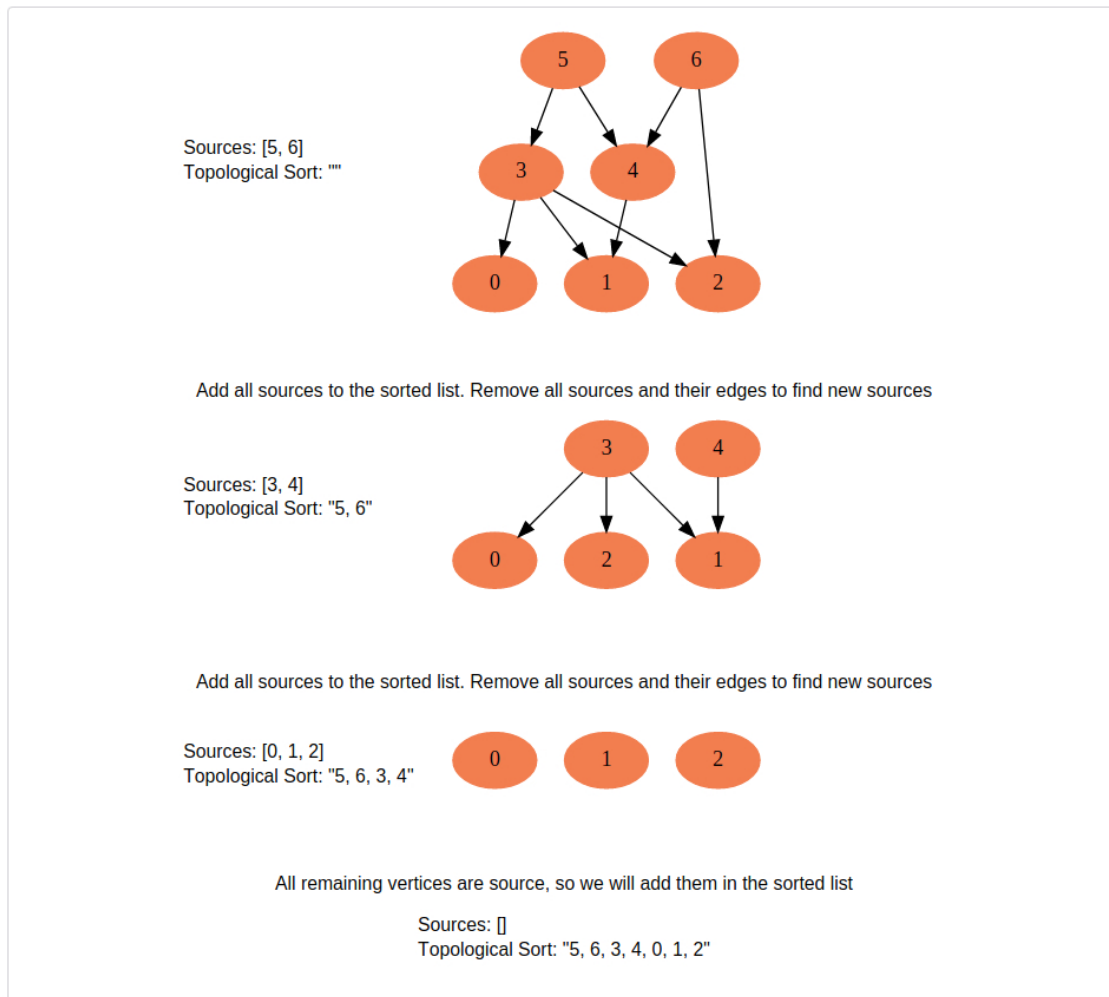 5 6
Sources: [5, 6]
Topological Sort: ""
3 4
0 1 2
Add all sources to the sorted list. Remove all sources and their edges to find new sources
3 4
Sources: [3, 4]
Topological Sort: "5, 6"
0 2 1
Add all sources to the sorted list. Remove all sources and their edges to find new sources
Sources: [0, 1, 2]
Topological Sort: "5, 6, 3, 4"
0 1 2
All remaining vertices are source, so we will add them in the sorted list
Sources: []
Topological Sort: "5, 6, 3, 4, 0, 1, 2"